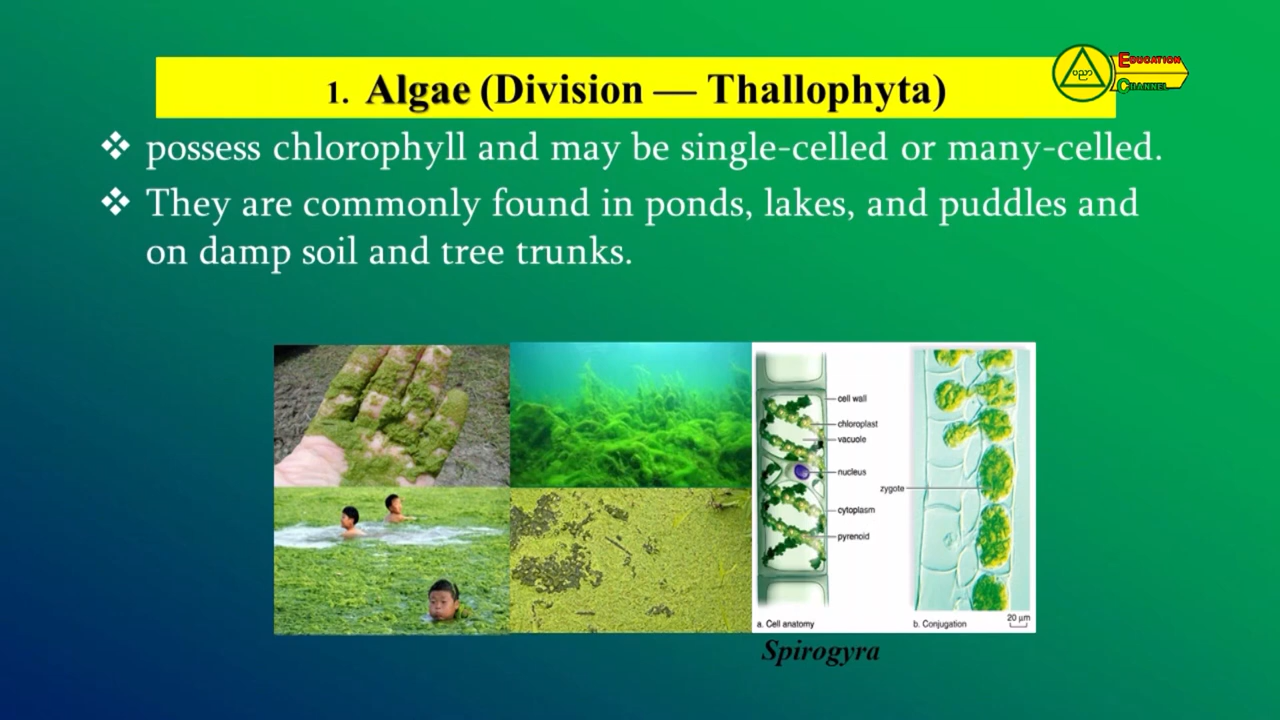 1. Algae (Division — Thallophyta)
EDUCATION
CHANNEL
ပညာ
❖ possess chlorophyll and may be single-celled or many-celled.
❖ They are commonly found in ponds, lakes, and puddles and
on damp soil and tree trunks.
cell wall
chloroplast
vacuole
nucleus
zygote
cytoplasm
pyrenoid
a. Cell anatomy
b. Conjugation
20 µm
Spirogyra